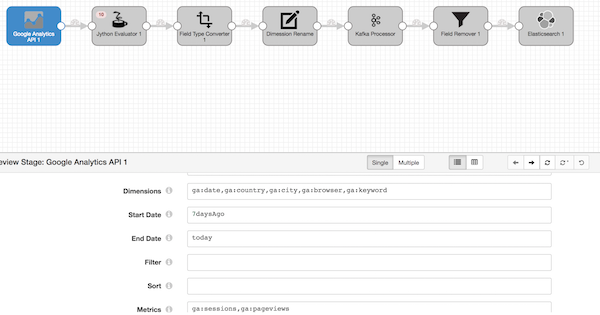 Google Analytics
API 1
10
Jython Evaluator 1
Field Type Converter
1
Dimession Rename
Kafka Processor
Field Remover 1
Elasticsearch 1
eview Stage: Google Analytics API 1
Single
Multiple
Dimensions
ga:date,ga:country,ga:city,ga:browser,ga:keyword
Start Date
7daysAgo
End Date
today
Filter
Sort
Metrics
ga:sessions,ga:pageviews